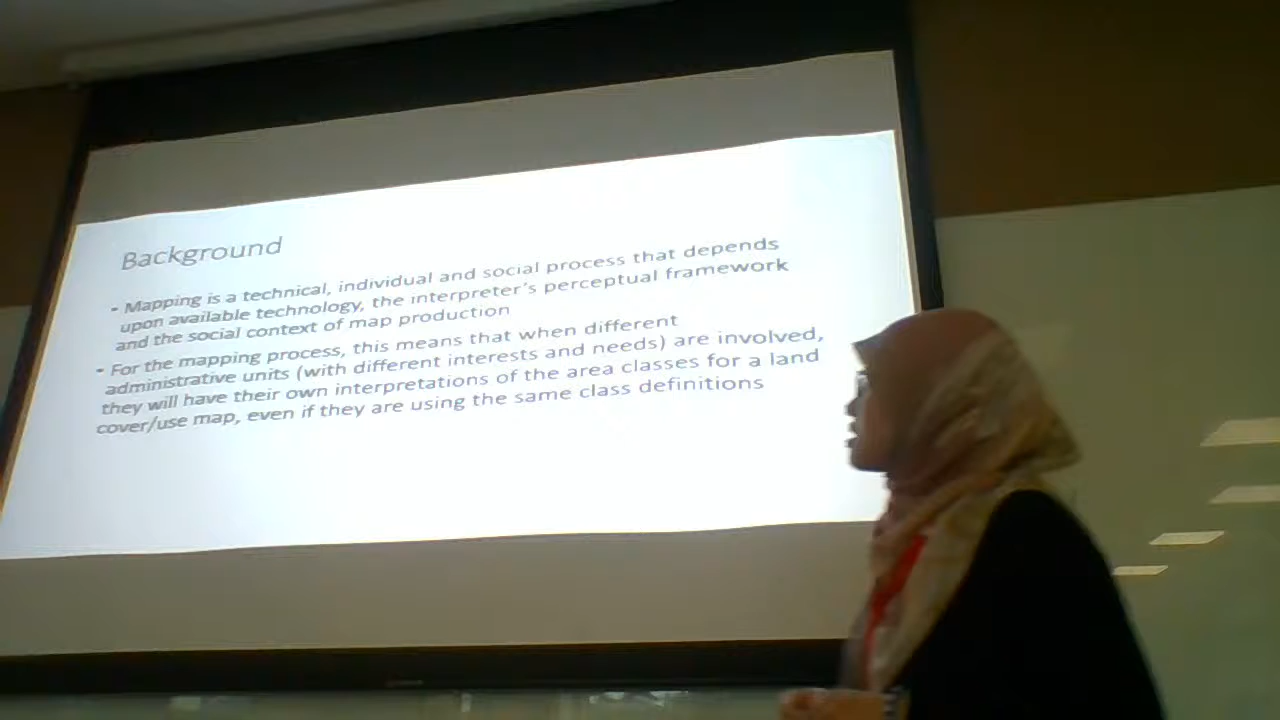 Background
• Mapping is a technical, individual and social process that depends
upon available technology, the interpreter's perceptual framework
and the social context of map production
• For the mapping process, this means that when different
administrative units (with different interests and needs) are involved,
they will have their own interpretations of the area classes for a land
cover/use map, even if they are using the same class definitions